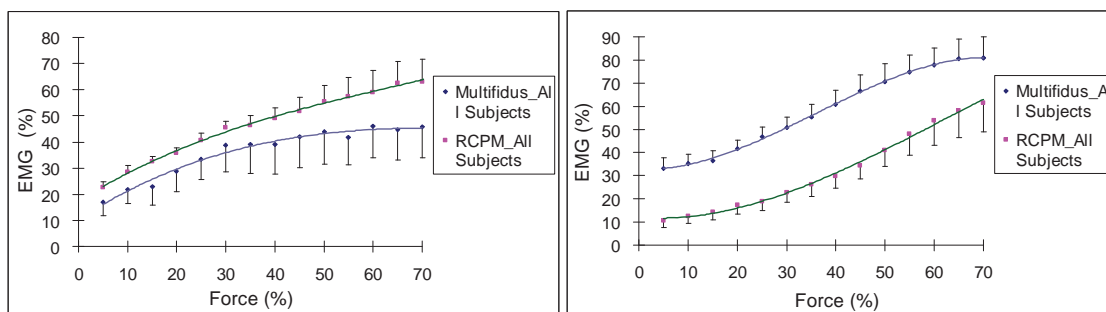 80
70
60
50
40
30
20
10
0
EMG (%)
0 10 20 30 40 50 60 70
Force (%)
Multifidus_Al
l Subjects
RCPM_All
Subjects
90
80
70
60
50
40
30
20
10
0
EMG (%)
0 10 20 30 40 50 60 70
Force (%)
Multifidus_A
l l Subjects
RCPM_All
Subjects